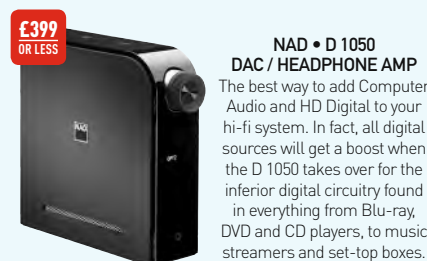 £399
OR LESS
NAD • D 1050
DAC / HEADPHONE AMP
The best way to add Computer
Audio and HD Digital to your
hi-fi system. In fact, all digital
sources will get a boost when
the D 1050 takes over for the
inferior digital circuitry found
in everything from Blu-ray,
DVD and CD players, to music
streamers and set-top boxes.
NAD